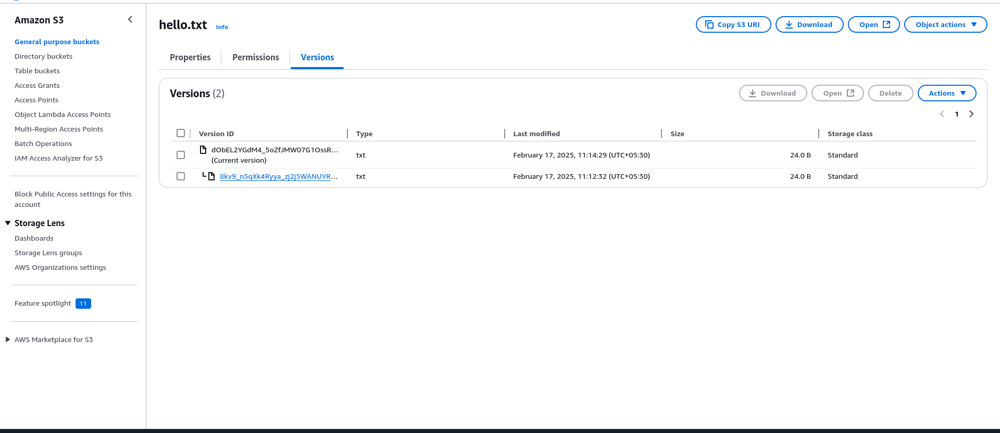 Amazon S3
General purpose buckets
Directory buckets
Table buckets
Access Grants
Access Points
Object Lambda Access Points
Multi-Region Access Points
Batch Operations
IAM Access Analyzer for S3
Block Public Access settings for this
account
Storage Lens
Dashboards
Storage Lens groups
AWS Organizations settings
Feature spotlight 11
AWS Marketplace for S3
hello.txt Info
Copy S3 URI Download Open Object actions
Properties Permissions Versions
Versions (2)
Download Open Delete Actions
1
Version ID Type Last modified Size Storage class
dObEL2YGdM4_5oZfJMW07G1OssR...
(Current version)
txt February 17, 2025, 11:14:29 (UTC+05:30) 24.0 B Standard
8kv9_n5qXk4Ryya_zj2j5WANUYR... txt February 17, 2025, 11:12:32 (UTC+05:30) 24.0 B Standard